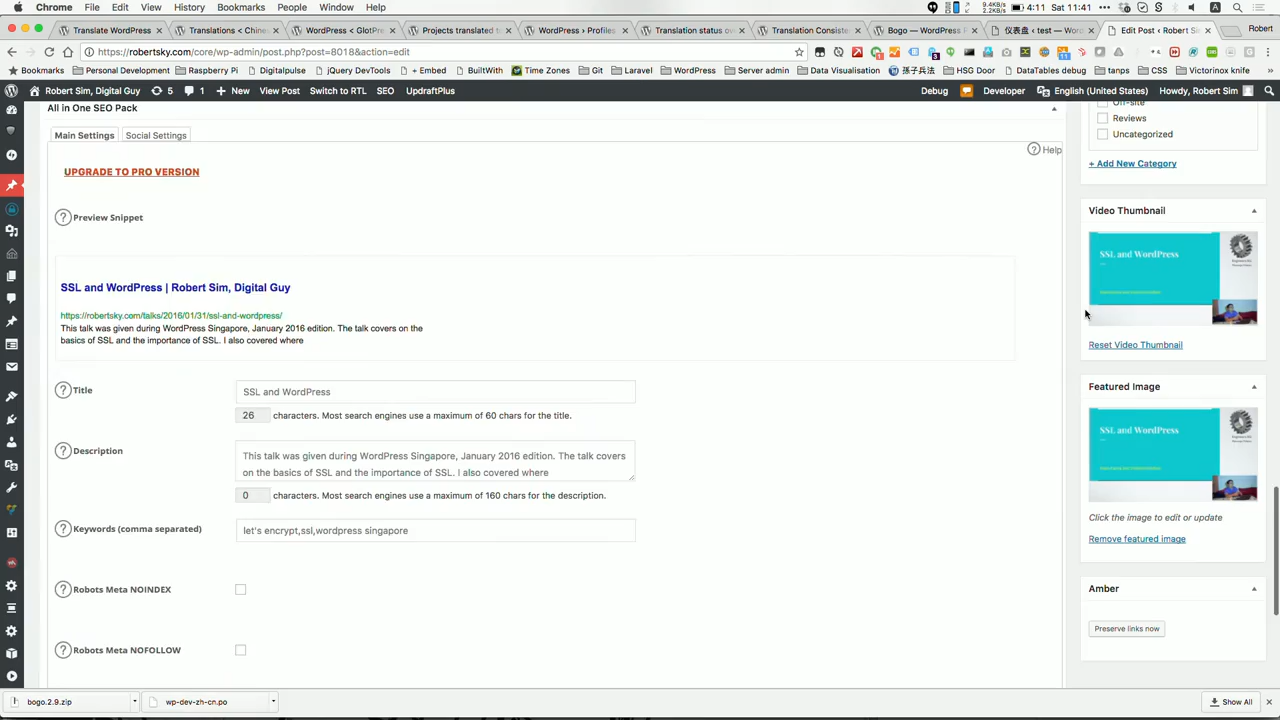 Chrome File Edit View History Bookmarks People Window Help
4:11 Sat 11:41
Translate WordPress
Translations < Chine
WordPress < GlotPre
Projects translated t
WordPress › Profiles
Translation status ov
Translation Consiste
Bogo — WordPress P
仪表盘 ‹ test — Word
Edit Post ‹ Robert S
Robert
https://robertsky.com/core/wp-admin/post.php?post=8018&action=edit
Bookmarks Personal Development Raspberry Pi Digitalpulse jQuery DevTools + Embed BuiltWith Time Zones Git Laravel WordPress Server admin Data Visualisation 孫子兵法 HSG Door DataTables debug tanps CSS Victorinox knife
Robert Sim, Digital Guy 5 1 + New View Post Switch to RTL SEO UpdraftPlus Debug Developer English (United States) Howdy, Robert Sim
All in One SEO Pack
Off-site
Main Settings Social Settings
Reviews
Uncategorized
Help
+ Add New Category
UPGRADE TO PRO VERSION
Preview Snippet
Video Thumbnail
SSL and WordPress
SSL and WordPress | Robert Sim, Digital Guy
https://robertsky.com/talks/2016/01/31/ssl-and-wordpress/
This talk was given during WordPress Singapore, January 2016 edition. The talk covers on the
basics of SSL and the importance of SSL. I also covered where
Reset Video Thumbnail
Title
SSL and WordPress
26 characters. Most search engines use a maximum of 60 chars for the title.
Featured Image
SSL and WordPress
Description
This talk was given during WordPress Singapore, January 2016 edition. The talk covers
on the basics of SSL and the importance of SSL. I also covered where
0 characters. Most search engines use a maximum of 160 chars for the description.
Click the image to edit or update
Remove featured image
Keywords (comma separated)
let's encrypt,ssl,wordpress singapore
Robots Meta NOINDEX
Amber
Preserve links now
Robots Meta NOFOLLOW
bogo.2.9.zip
wp-dev-zh-cn.po
Show All